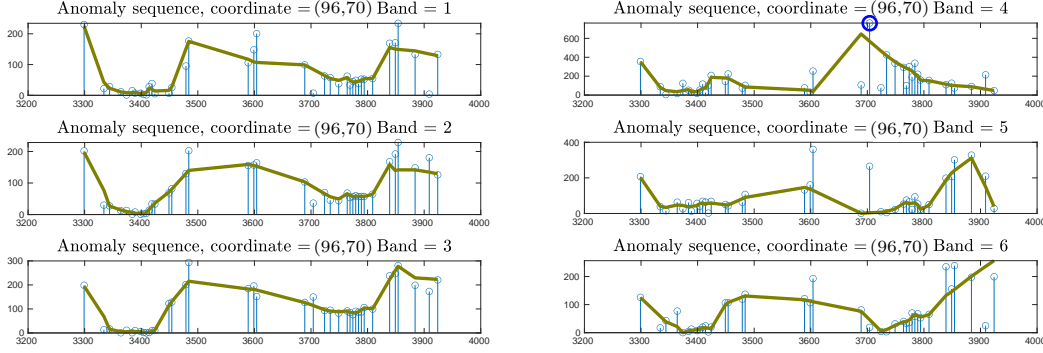 Anomaly sequence, coordinate = (96,70) Band = 1
200
100
0
3200 3300 3400 3500 3600 3700 3800 3900 4000
Anomaly sequence, coordinate = (96,70) Band = 2
200
100
0
3200 3300 3400 3500 3600 3700 3800 3900 4000
Anomaly sequence, coordinate = (96,70) Band = 3
300
200
100
0
3200 3300 3400 3500 3600 3700 3800 3900 4000
Anomaly sequence, coordinate = (96,70) Band = 4
600
400
200
0
3200 3300 3400 3500 3600 3700 3800 3900 4000
Anomaly sequence, coordinate = (96,70) Band = 5
400
200
0
3200 3300 3400 3500 3600 3700 3800 3900 4000
Anomaly sequence, coordinate = (96,70) Band = 6
200
100
0
3200 3300 3400 3500 3600 3700 3800 3900 4000